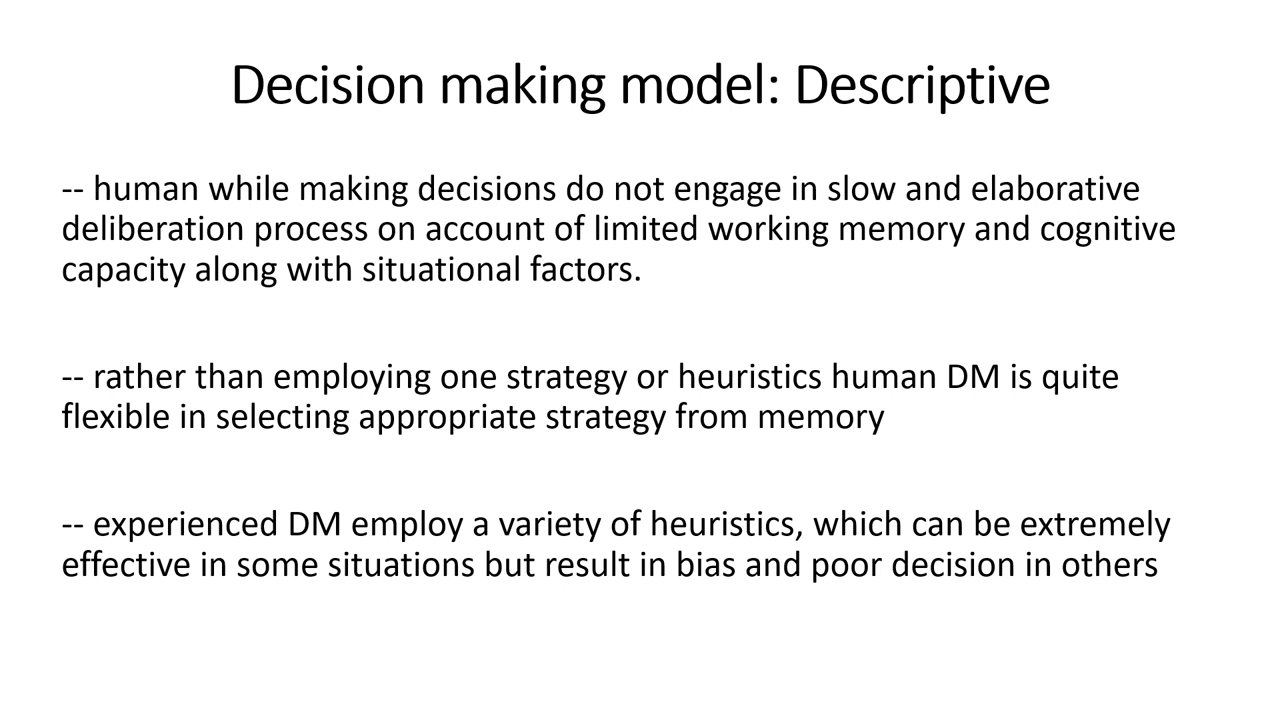 Decision making model: Descriptive
-- human while making decisions do not engage in slow and elaborative
deliberation process on account of limited working memory and cognitive
capacity along with situational factors.
-- rather than employing one strategy or heuristics human DM is quite
flexible in selecting appropriate strategy from memory
-- experienced DM employ a variety of heuristics, which can be extremely
effective in some situations but result in bias and poor decision in others